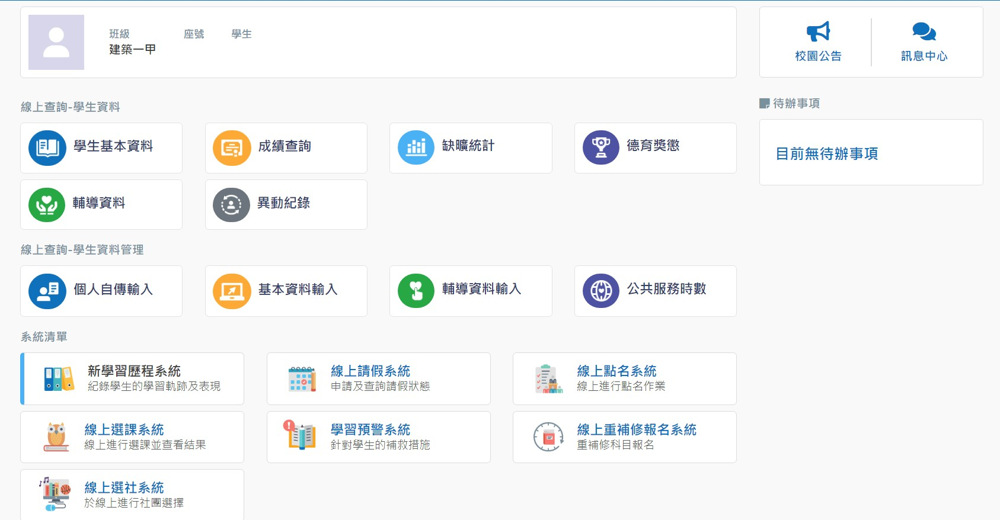 班級 座號 學生
建築一甲
校園公告 訊息中心
線上查詢-學生資料
學生基本資料 成績查詢 缺曠統計 德育獎懲
輔導資料 異動紀錄
待辦事項
目前無待辦事項
線上查詢-學生資料管理
個人自傳輸入 基本資料輸入 輔導資料輸入 公共服務時數
系統清單
新學習歷程系統
紀錄學生的學習軌跡及表現
線上請假系統
申請及查詢請假狀態
線上點名系統
線上進行點名作業
線上選課系統
線上進行選課並查看結果
學習預警系統
針對學生的補救措施
線上重補修報名系統
重補修科目報名
線上選社系統
於線上進行社團選擇